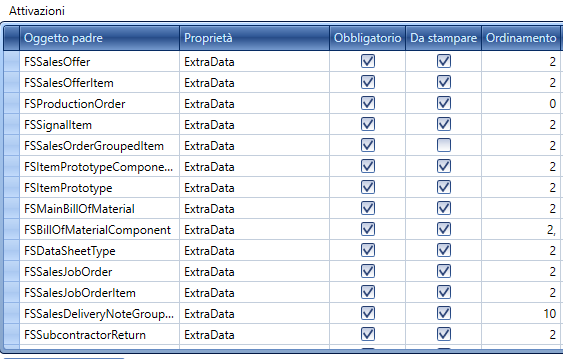 Attivazioni
Oggetto padre Proprietà Obbligatorio Da stampare Ordinamento
FSSalesOffer ExtraData 2
FSSalesOfferItem ExtraData 2
FSProductionOrder ExtraData 0
FSSignalItem ExtraData 2
FSSalesOrderGroupedItem ExtraData 2
FSItemPrototypeCompone... ExtraData 2
FSItemPrototype ExtraData 2
FSMainBillOfMaterial ExtraData 2
FSBillOfMaterialComponent ExtraData 2,
FSDataSheetType ExtraData 2
FSSalesJobOrder ExtraData 2
FSSalesJobOrderItem ExtraData 2
FSSalesDeliveryNoteGroup... ExtraData 10
FSSubcontractorReturn ExtraData 2